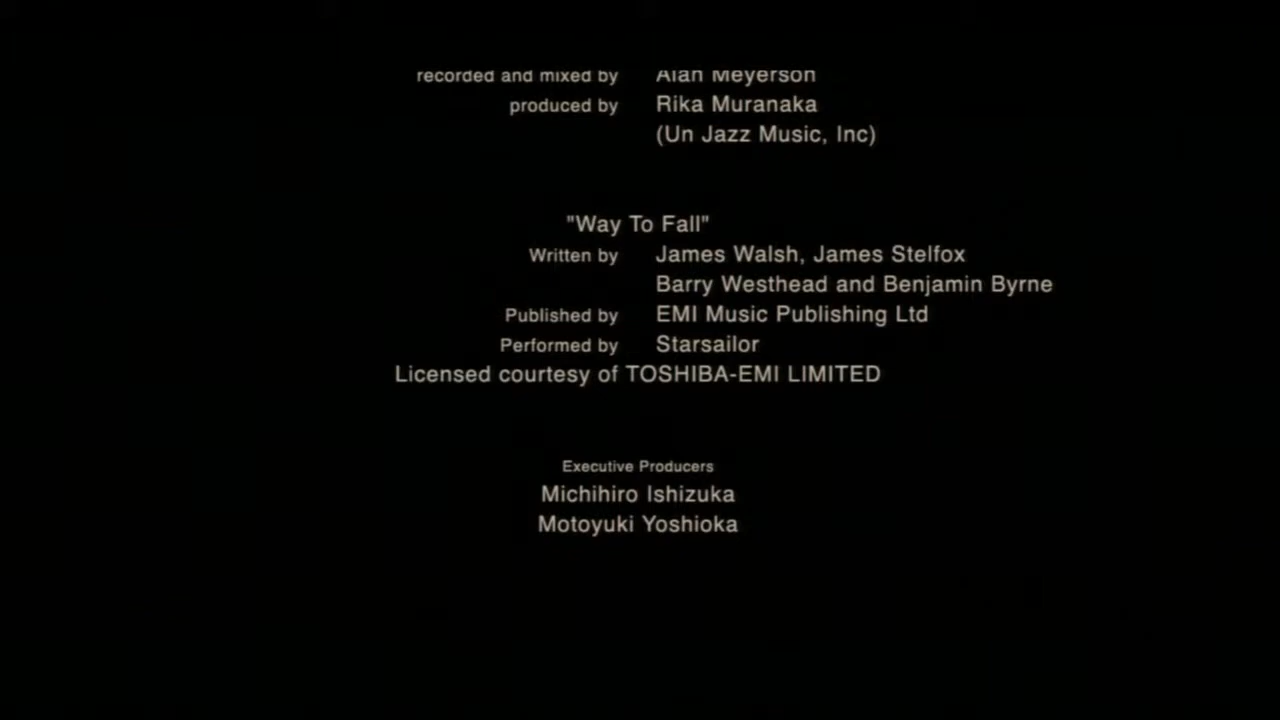 recorded and mixed by Alan Meyerson
produced by Rika Muranaka
(Un Jazz Music, Inc)
"Way To Fall"
Written by James Walsh, James Stelfox
Barry Westhead and Benjamin Byrne
Published by EMI Music Publishing Ltd
Performed by Starsailor
Licensed courtesy of TOSHIBA-EMI LIMITED
Executive Producers
Michihiro Ishizuka
Motoyuki Yoshioka